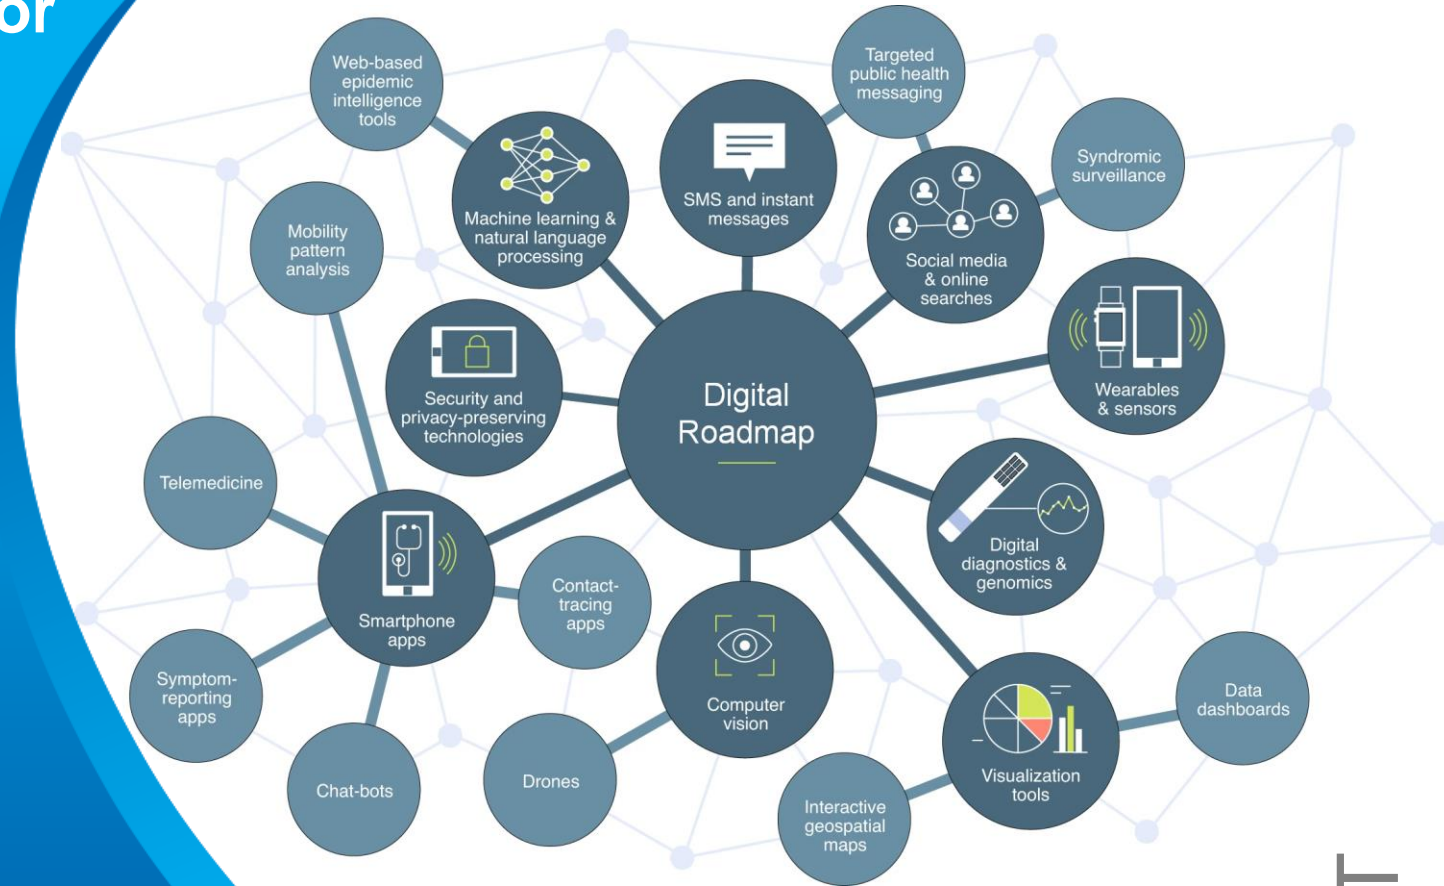 or
Web-based
epidemic
intelligence
tools
Targeted
public health
messaging
Machine learning &
natural language
processing
SMS and instant
messages
Syndromic
surveillance
Social media
& online
searches
Mobility
pattern
analysis
Security and
privacy-preserving
technologies
Digital
Roadmap
Wearables
& sensors
Telemedicine
Digital
diagnostics &
genomics
Smartphone
apps
Contact-
tracing
apps
Symptom-
reporting
apps
Computer
vision
Data
dashboards
Chat-bots
Drones
Visualization
tools
Interactive
geospatial
maps